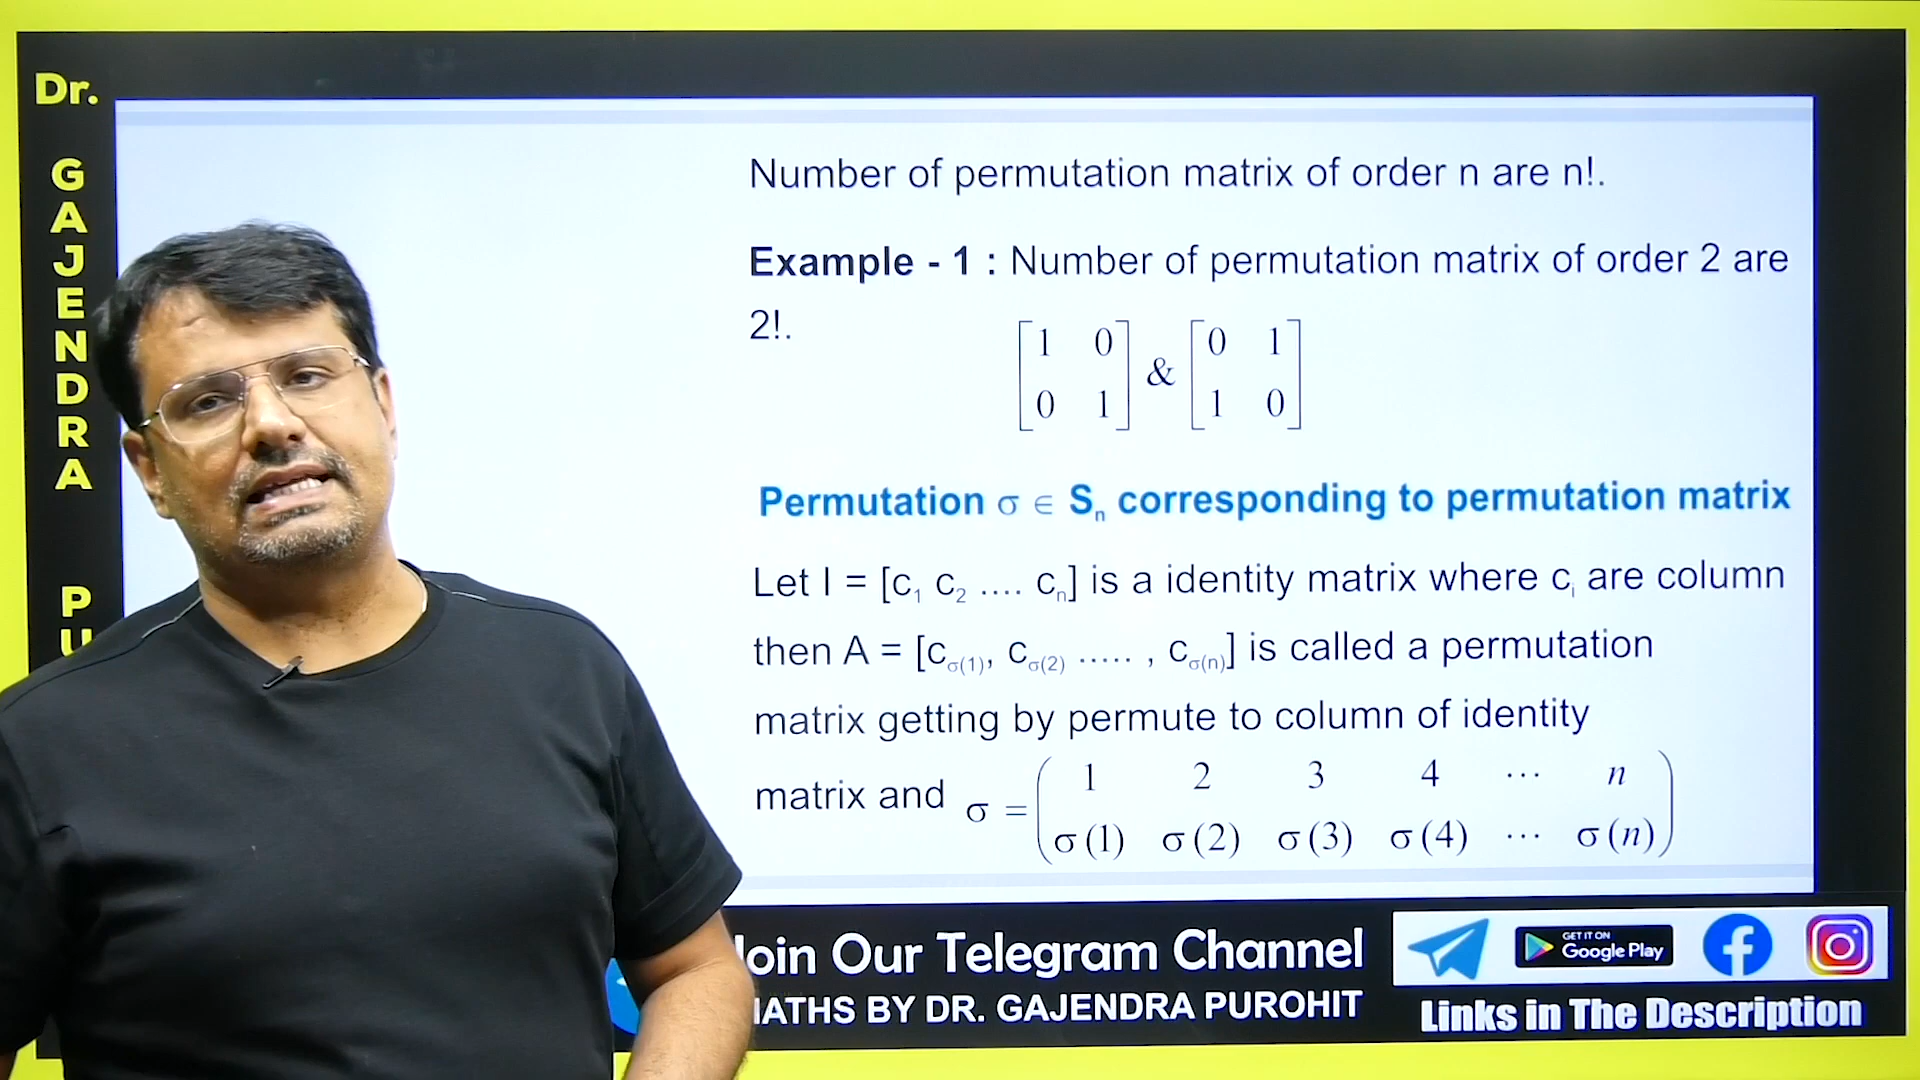 Dr.
GAJENDRA
PU
Number of permutation matrix of order n are n!.
Example - 1 : Number of permutation matrix of order 2 are
2!.
[1 0
0 1] & [0 1
1 0]
Permutation σ ∈ Sₙ corresponding to permutation matrix
Let I = [c₁ c₂ .... cₙ] is a identity matrix where cᵢ are column
then A = [c_σ(1), c_σ(2) ..... , c_σ(n)] is called a permutation
matrix getting by permute to column of identity
matrix and σ = (1 2 3 4 ... n
σ(1) σ(2) σ(3) σ(4) ... σ(n))
Join Our Telegram Channel
MATHS BY DR. GAJENDRA PUROHIT
GET IT ON
Google Play
Links in The Description